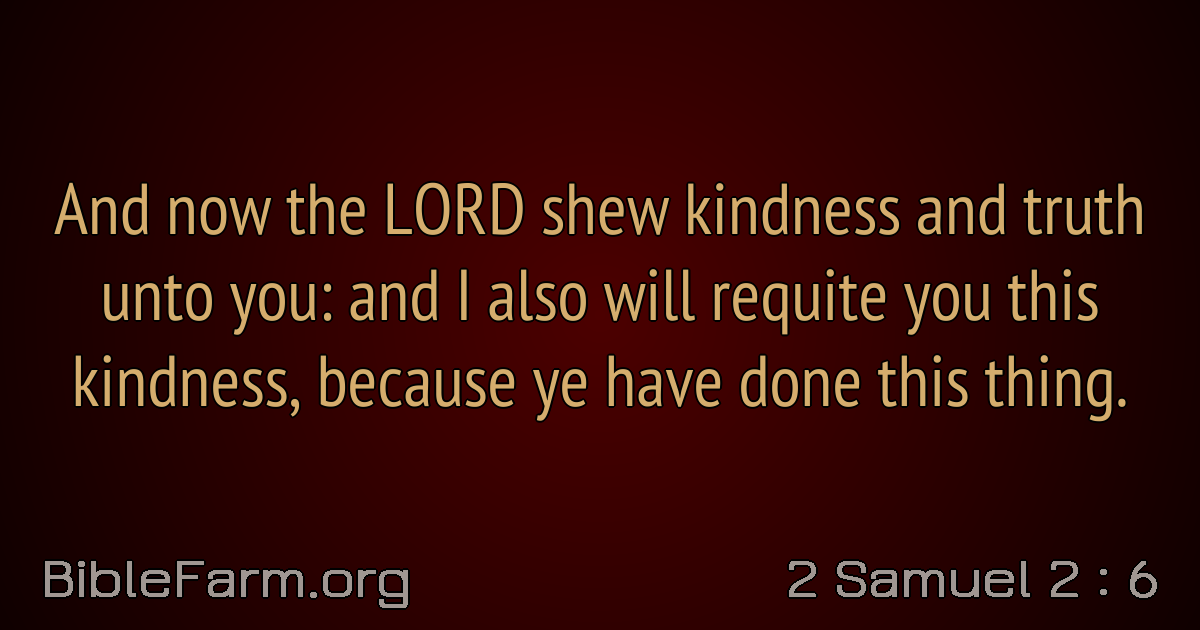 And now the LORD shew kindness and truth
unto you: and I also will requite you this
kindness, because ye have done this thing.
BibleFarm.org
2 Samuel 2 : 6